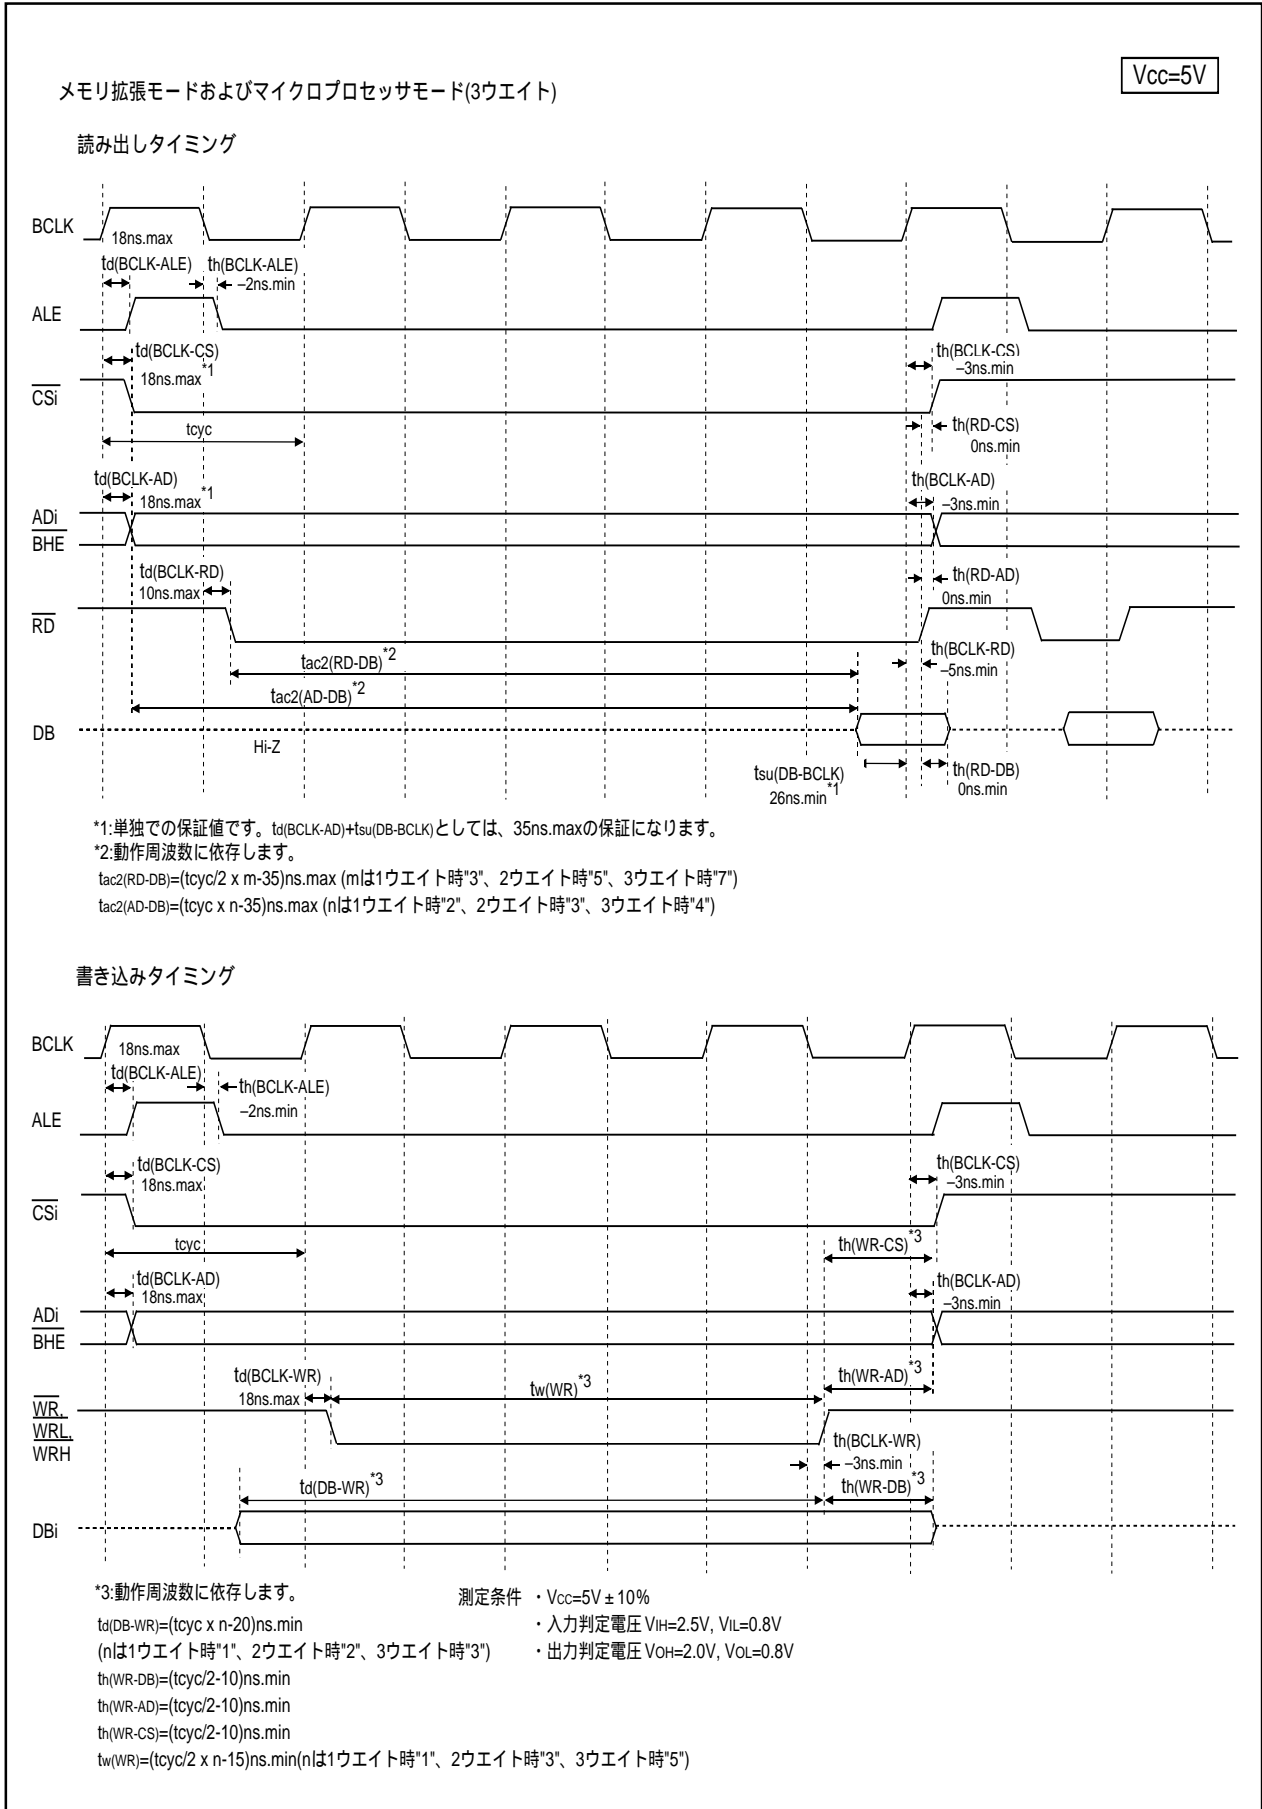 Vcc=5V
メモリ拡張モードおよびマイクロプロセッサモード(3ウエイト)
読み出しタイミング
BCLK
18ns.max
td(BCLK-ALE)
th(BCLK-ALE)
–2ns.min
ALE
td(BCLK-CS)
18ns.max*1
th(BCLK-CS)
–3ns.min
CSi
tcyc
th(RD-CS)
0ns.min
td(BCLK-AD)
18ns.max*1
th(BCLK-AD)
–3ns.min
ADi
BHE
td(BCLK-RD)
10ns.max
th(RD-AD)
0ns.min
RD
th(BCLK-RD)
–5ns.min
tac2(RD-DB)*2
tac2(AD-DB)*2
DB
Hi-Z
tsu(DB-BCLK)
26ns.min*1
th(RD-DB)
0ns.min
*1:単独での保証値です。td(BCLK-AD)+tsu(DB-BCLK)としては、35ns.maxの保証になります。
*2:動作周波数に依存します。
tac2(RD-DB)=(tcyc/2 x m-35)ns.max (mは1ウエイト時"3"、2ウエイト時"5"、3ウエイト時"7")
tac2(AD-DB)=(tcyc x n-35)ns.max (nは1ウエイト時"2"、2ウエイト時"3"、3ウエイト時"4")
書き込みタイミング
BCLK
18ns.max
td(BCLK-ALE)
th(BCLK-ALE)
–2ns.min
ALE
td(BCLK-CS)
18ns.max
th(BCLK-CS)
–3ns.min
CSi
tcyc
th(WR-CS)*3
td(BCLK-AD)
18ns.max
th(BCLK-AD)
–3ns.min
ADi
BHE
td(BCLK-WR)
18ns.max
tw(WR)*3
th(WR-AD)*3
WR,
WRL,
WRH
th(BCLK-WR)
–3ns.min
td(DB-WR)*3
th(WR-DB)*3
DBi
*3:動作周波数に依存します。
td(DB-WR)=(tcyc x n-20)ns.min
(nは1ウエイト時"1"、2ウエイト時"2"、3ウエイト時"3")
th(WR-DB)=(tcyc/2-10)ns.min
th(WR-AD)=(tcyc/2-10)ns.min
th(WR-CS)=(tcyc/2-10)ns.min
tw(WR)=(tcyc/2 x n-15)ns.min(nは1ウエイト時"1"、2ウエイト時"3"、3ウエイト時"5")
測定条件 ・Vcc=5V±10%
・入力判定電圧 VIH=2.5V, VIL=0.8V
・出力判定電圧 VOH=2.0V, VOL=0.8V